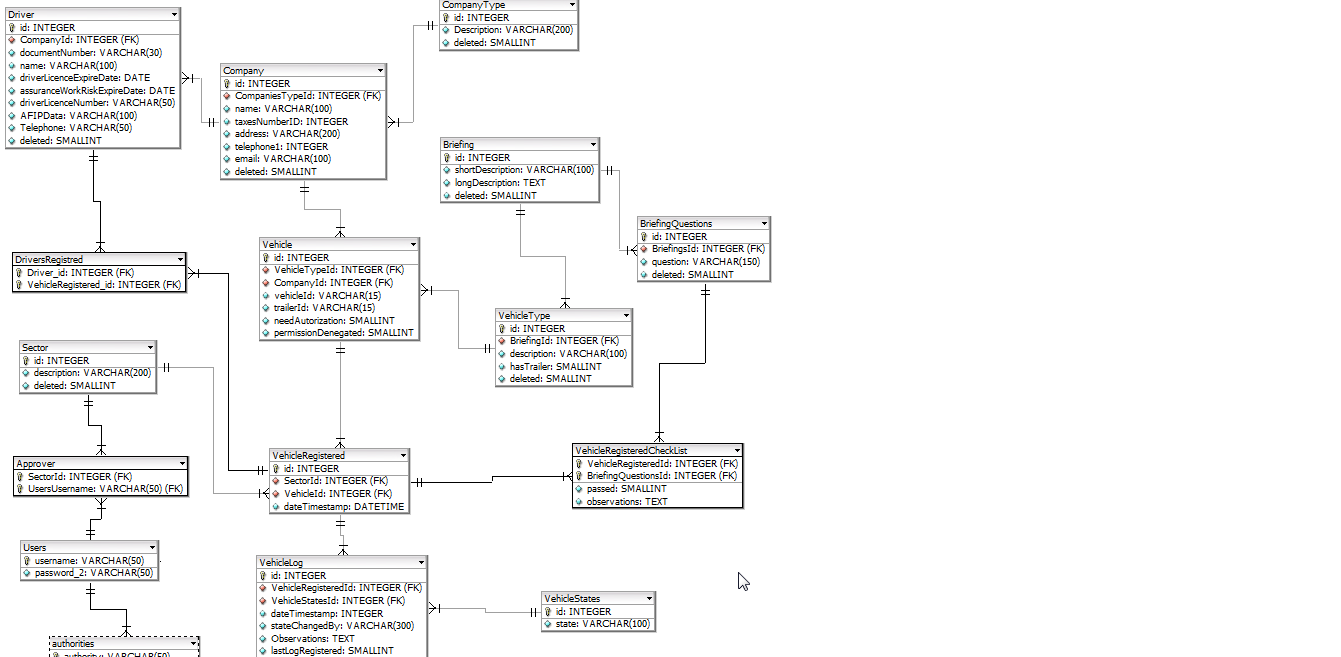 Driver
id: INTEGER
CompanyId: INTEGER (FK)
documentNumber: VARCHAR(30)
name: VARCHAR(100)
driverLicenceExpireDate: DATE
assuranceWorkRiskExpireDate: DATE
driverLicenceNumber: VARCHAR(50)
AFIPData: VARCHAR(100)
Telephone: VARCHAR(50)
deleted: SMALLINT
Company
id: INTEGER
CompaniesTypeId: INTEGER (FK)
name: VARCHAR(100)
taxesNumberID: INTEGER
address: VARCHAR(200)
telephone1: INTEGER
email: VARCHAR(100)
deleted: SMALLINT
CompanyType
id: INTEGER
Description: VARCHAR(200)
deleted: SMALLINT
Briefing
id: INTEGER
shortDescription: VARCHAR(100)
longDescription: TEXT
deleted: SMALLINT
BriefingQuestions
id: INTEGER
BriefingsId: INTEGER (FK)
question: VARCHAR(150)
deleted: SMALLINT
DriversRegistred
Driver_id: INTEGER (FK)
VehicleRegistered_id: INTEGER (FK)
Vehicle
id: INTEGER
VehicleTypeId: INTEGER (FK)
CompanyId: INTEGER (FK)
vehicleId: VARCHAR(15)
trailerId: VARCHAR(15)
needAutorization: SMALLINT
permissionDenegated: SMALLINT
VehicleType
id: INTEGER
BriefingId: INTEGER (FK)
description: VARCHAR(100)
hasTrailer: SMALLINT
deleted: SMALLINT
Sector
id: INTEGER
description: VARCHAR(200)
deleted: SMALLINT
Approver
SectorId: INTEGER (FK)
UsersUsername: VARCHAR(50) (FK)
VehicleRegistered
id: INTEGER
SectorId: INTEGER (FK)
VehicleId: INTEGER (FK)
dateTimestamp: DATETIME
VehicleRegisteredCheckList
VehicleRegisteredId: INTEGER (FK)
BriefingQuestionsId: INTEGER (FK)
passed: SMALLINT
observations: TEXT
Users
username: VARCHAR(50)
password_2: VARCHAR(50)
VehicleLog
id: INTEGER
VehicleRegisteredId: INTEGER (FK)
VehicleStatesId: INTEGER (FK)
dateTimestamp: INTEGER
stateChangedBy: VARCHAR(300)
Observations: TEXT
lastLogRegistered: SMALLINT
VehicleStates
id: INTEGER
state: VARCHAR(100)
authorities
authority: VARCHAR(50)